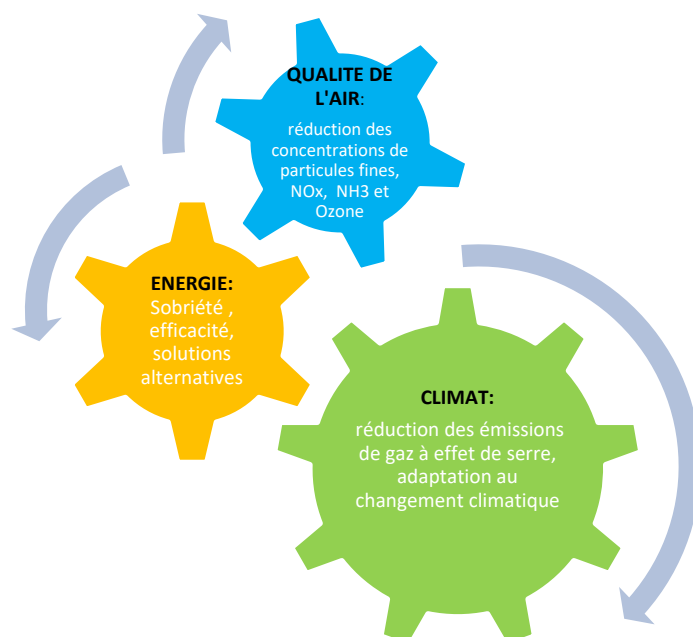 QUALITE DE
L'AIR:
réduction des
concentrations de
particules fines,
NOx, NH3 et
Ozone
ENERGIE:
Sobriété ,
efficacité,
solutions
alternatives
CLIMAT:
réduction des émissions
de gaz à effet de serre,
adaptation au
changement climatique